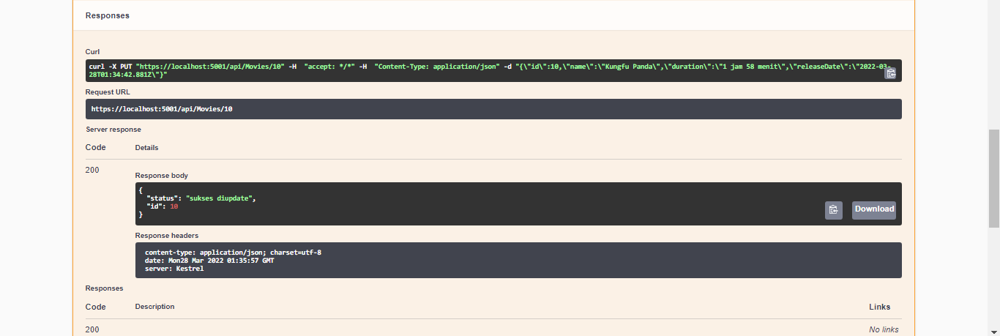 Responses
Curl
curl -X PUT "https://localhost:5001/api/Movies/10" -H  "accept: */*" -H  "Content-Type: application/json" -d "{\"id\":10,\"name\":\"Kungfu Panda\",\"duration\":\"1 jam 58 menit\",\"releaseDate\":\"2022-03-
28T01:34:42.881Z\"}"
Request URL
https://localhost:5001/api/Movies/10
Server response
Code Details
200
Response body
{
"status": "sukses diupdate",
"id": 10
}
Download
Response headers
content-type: application/json; charset=utf-8
date: Mon28 Mar 2022 01:35:57 GMT
server: Kestrel
Responses
Code Description Links
200 No links